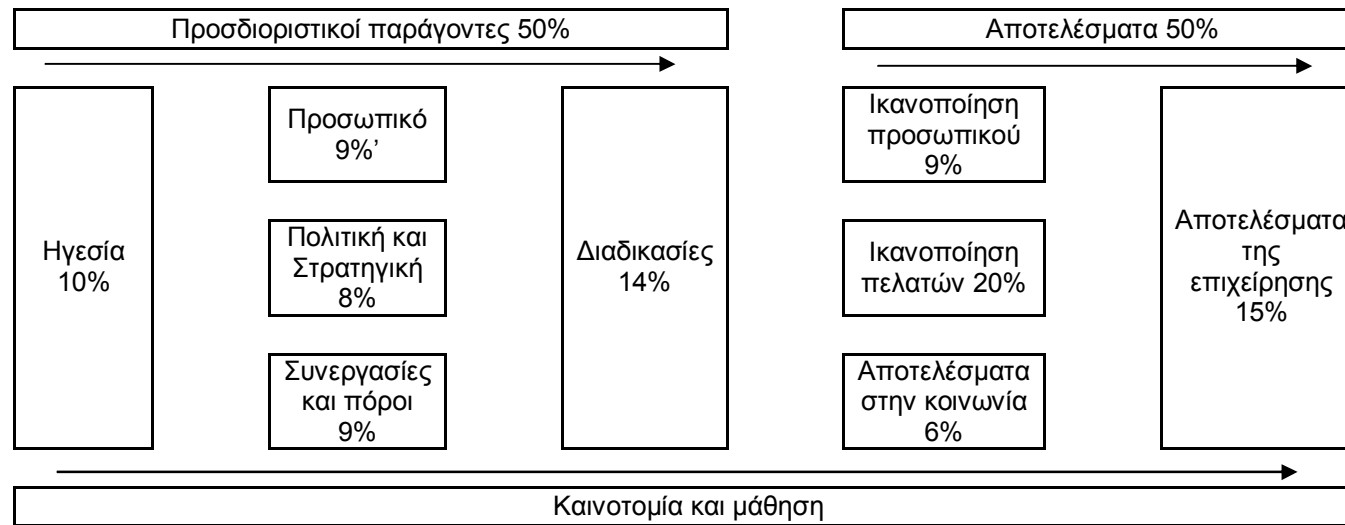 Προσδιοριστικοί παράγοντες 50%
Αποτελέσματα 50%
Ηγεσία
10%
Προσωπικό
9%’
Πολιτική και
Στρατηγική
8%
Συνεργασίες
και πόροι
9%
Διαδικασίες
14%
Ικανοποίηση
προσωπικού
9%
Ικανοποίηση
πελατών 20%
Αποτελέσματα
στην κοινωνία
6%
Αποτελέσματα
της
επιχείρησης
15%
Καινοτομία και μάθηση